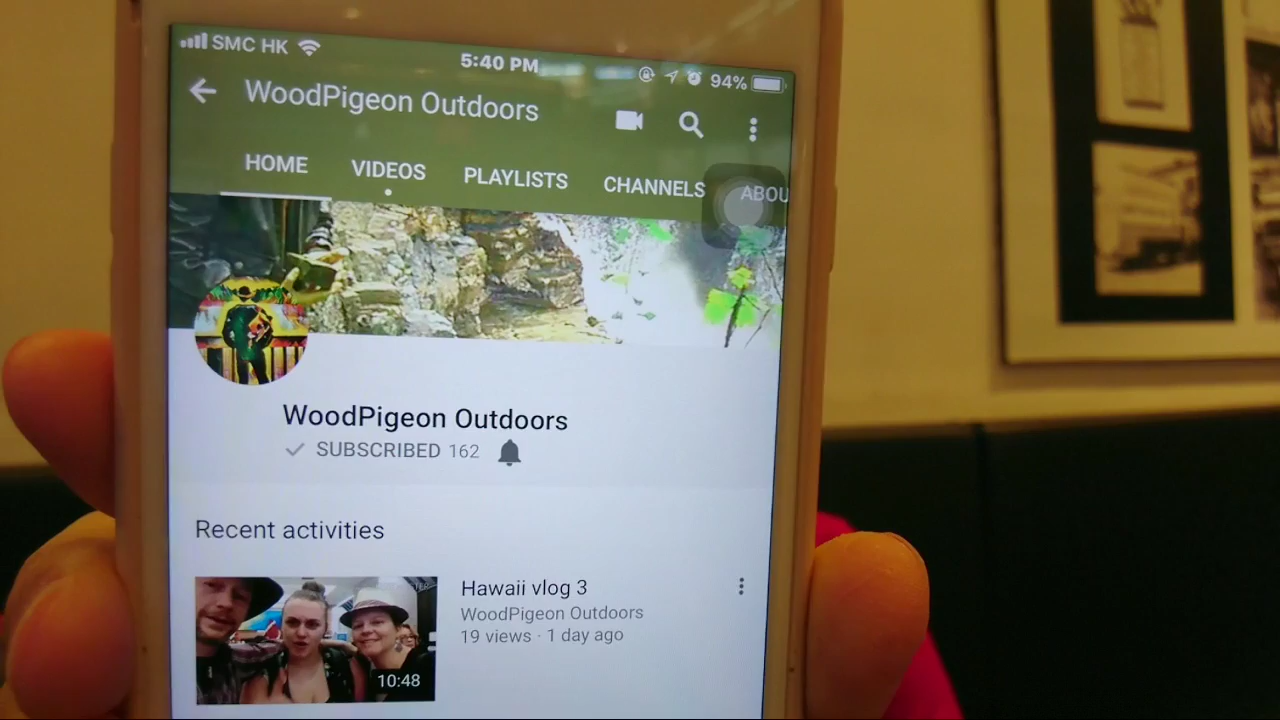 SMC HK 5:40 PM 94%
WoodPigeon Outdoors
HOME VIDEOS PLAYLISTS CHANNELS ABOU
WoodPigeon Outdoors
SUBSCRIBED 162
Recent activities
Hawaii vlog 3
WoodPigeon Outdoors
19 views · 1 day ago
10:48